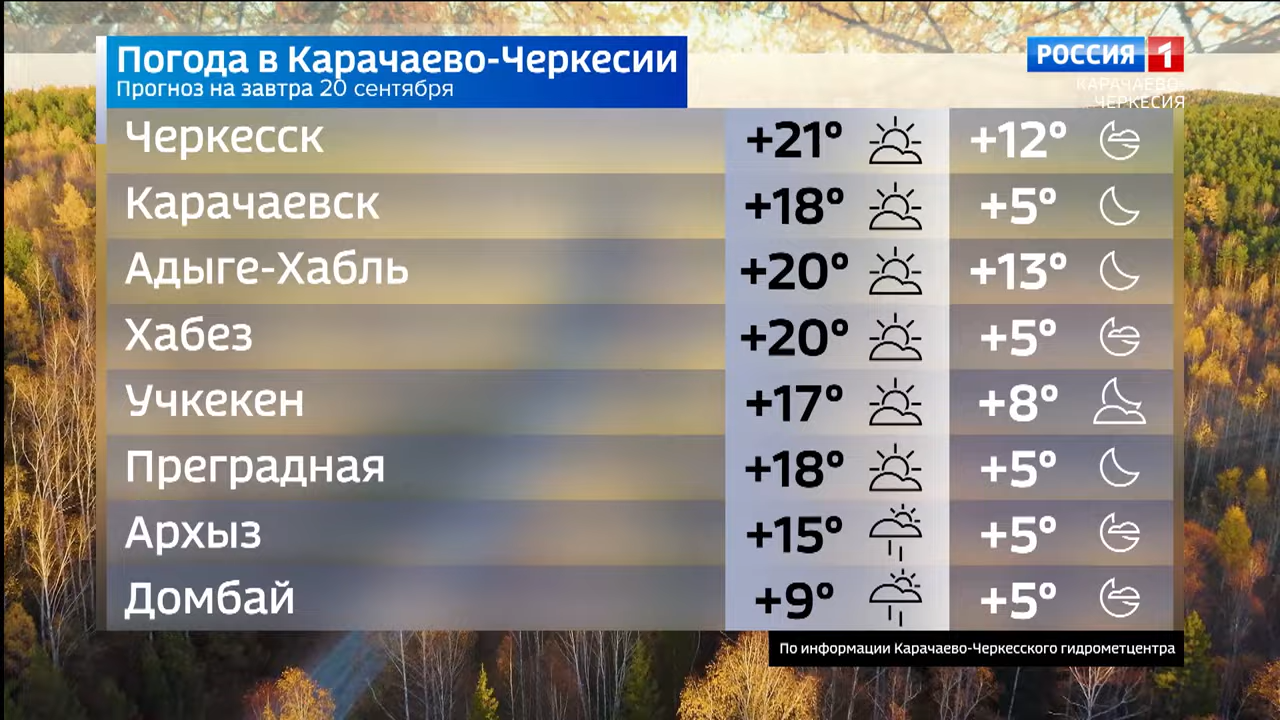 Погода в Карачаево-Черкесии
Прогноз на завтра 20 сентября
РОССИЯ 1
КАРАЧАЕВО-
ЧЕРКЕСИЯ
Черкесск +21° +12°
Карачаевск +18° +5°
Адыге-Хабль +20° +13°
Хабез +20° +5°
Учкекен +17° +8°
Преградная +18° +5°
Архыз +15° +5°
Домбай +9° +5°
По информации Карачаево-Черкесского гидрометцентра